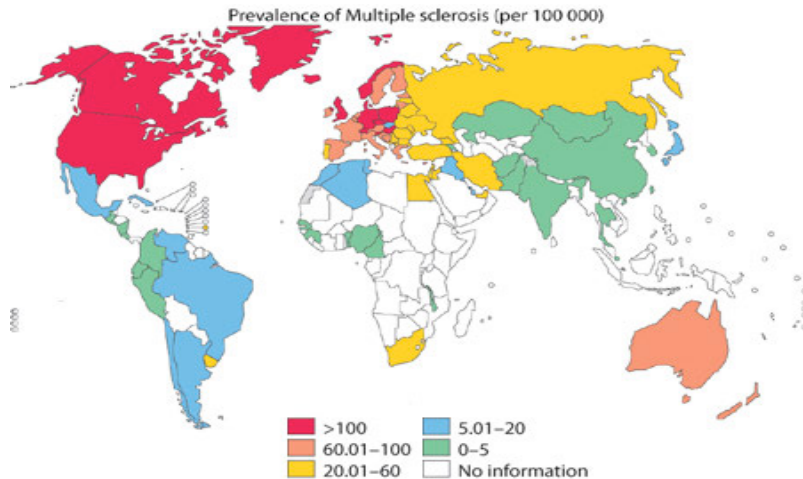 Prevalence of Multiple sclerosis (per 100 000)
>100
60.01–100
20.01–60
5.01–20
0–5
No information